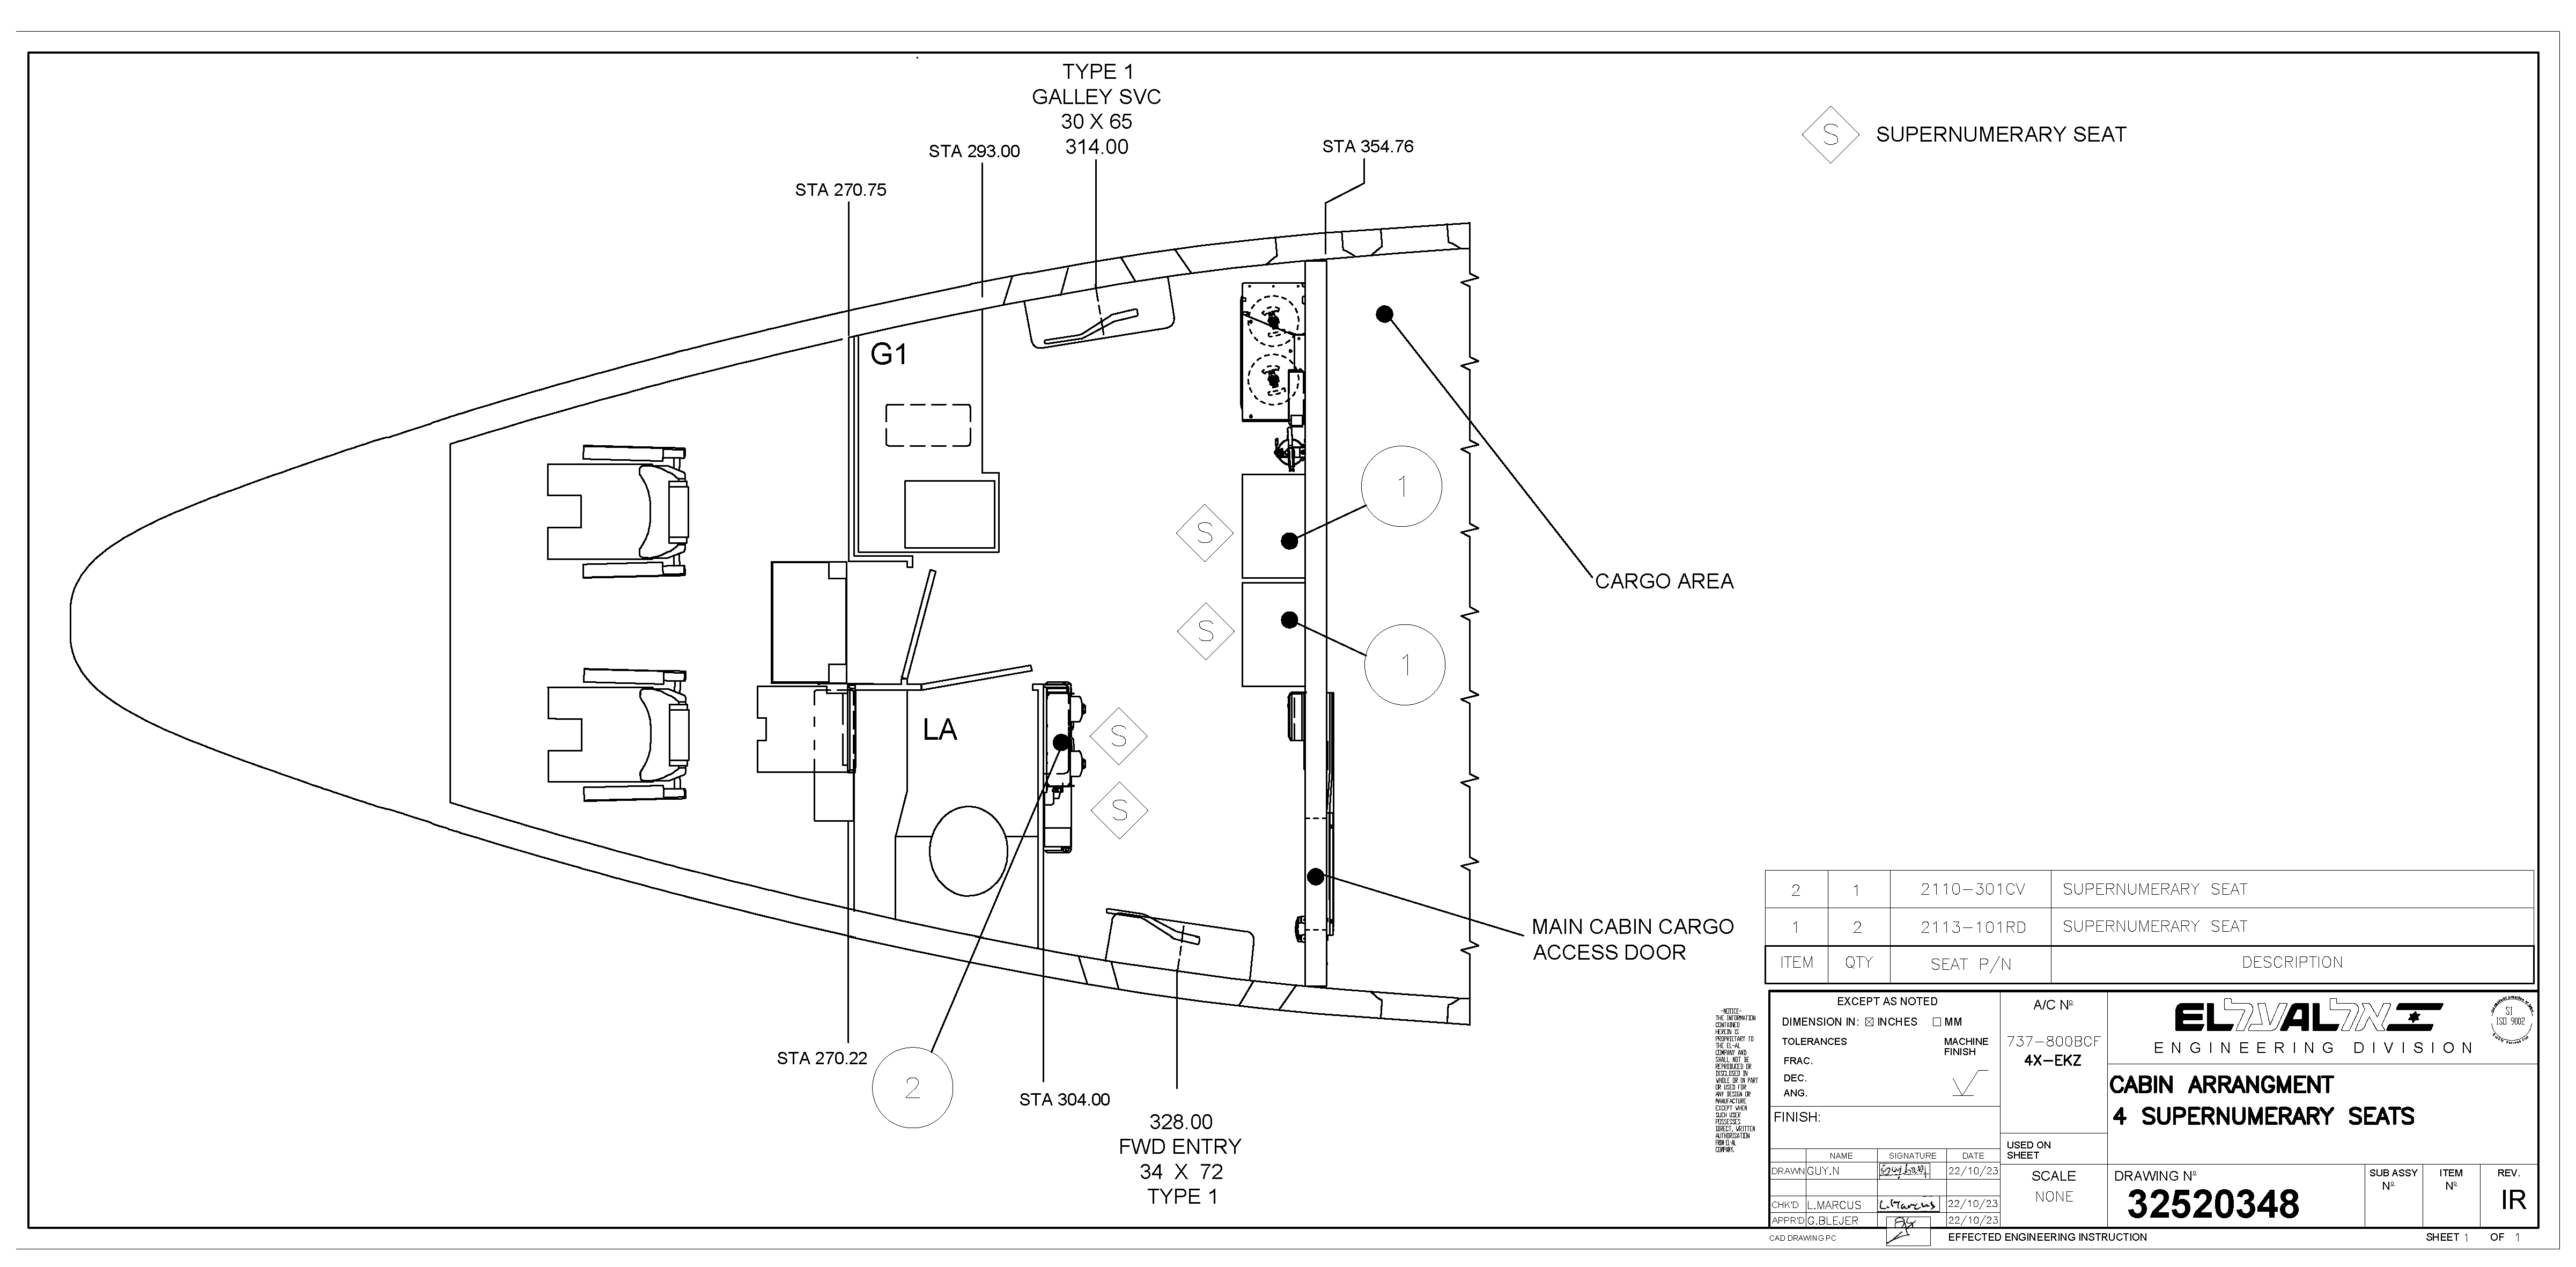 TYPE 1
GALLEY SVC
30 X 65
314.00
STA 293.00
STA 354.76
STA 270.75
S SUPERNUMERARY SEAT
G1
1
S
CARGO AREA
S
1
LA
S
S
MAIN CABIN CARGO
ACCESS DOOR
STA 270.22
2
STA 304.00
328.00
FWD ENTRY
34 X 72
TYPE 1
2 1 2110-301CV SUPERNUMERARY SEAT
1 2 2113-101RD SUPERNUMERARY SEAT
ITEM QTY SEAT P/N DESCRIPTION
-NOTICE-
THE INFORMATION
CONTAINED
HEREIN IS
PROPRIETARY TO
THE EL-AL
COMPANY AND
SHALL NOT BE
REPRODUCED OR
DISCLOSED IN
WHOLE OR IN PART
OR USED FOR
ANY DESIGN OR
MANUFACTURE
EXCEPT WHEN
SUCH USER
POSSESSES
DIRECT, WRITTEN
AUTHORISATION
FROM EL-AL
COMPANY.
EXCEPT AS NOTED
DIMENSION IN: ☒ INCHES ☐ MM
TOLERANCES
MACHINE
FINISH
FRAC.
DEC.
ANG.
FINISH:
A/C Nº
737-800BCF
4X-EKZ
USED ON
SHEET
SCALE
NONE
EL אל AL על
SI
ISO 9002
ENGINEERING DIVISION
CABIN ARRANGMENT
4 SUPERNUMERARY SEATS
NAME SIGNATURE DATE
DRAWN GUY.N 22/10/23
CHK'D L.MARCUS L.Marcus 22/10/23
APPR'D G.BLEJER 22/10/23
DRAWING Nº
32520348
SUB ASSY
Nº
ITEM
Nº
REV.
IR
CAD DRAWING PC
EFFECTED ENGINEERING INSTRUCTION
SHEET 1 OF 1